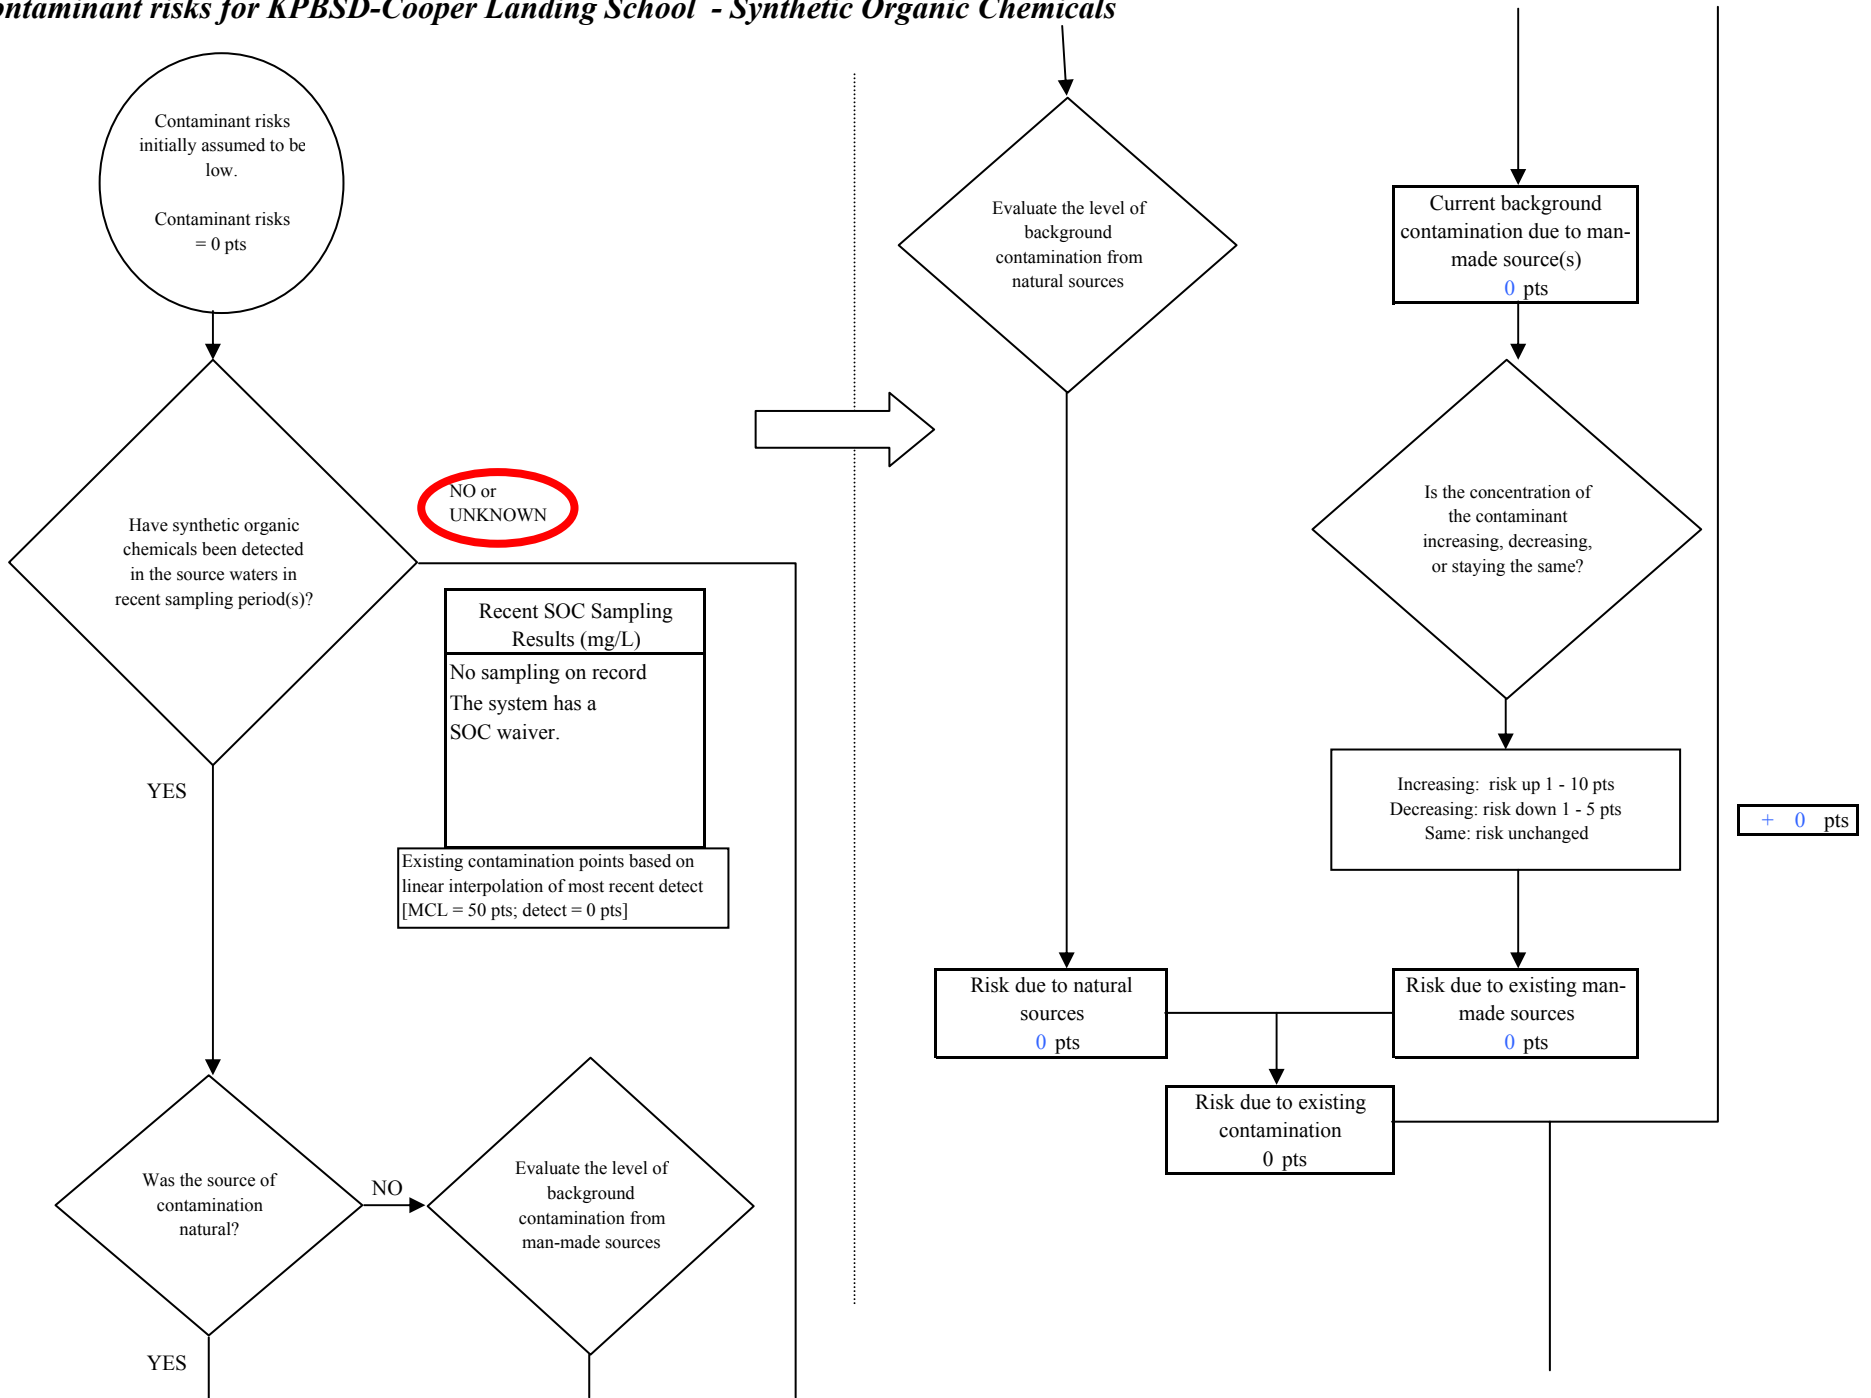 ontaminant risks for KPBSD-Cooper Landing School - Synthetic Organic Chemicals
Contaminant risks
initially assumed to be
low.
Contaminant risks
= 0 pts
Have synthetic organic
chemicals been detected
in the source waters in
recent sampling period(s)?
NO or
UNKNOWN
Recent SOC Sampling
Results (mg/L)
No sampling on record
The system has a
SOC waiver.
Existing contamination points based on
linear interpolation of most recent detect
[MCL = 50 pts; detect = 0 pts]
YES
Was the source of
contamination
natural?
NO
Evaluate the level of
background
contamination from
man-made sources
YES
Evaluate the level of
background
contamination from
natural sources
Current background
contamination due to man-
made source(s)
0 pts
Is the concentration of
the contaminant
increasing, decreasing,
or staying the same?
Increasing: risk up 1 - 10 pts
Decreasing: risk down 1 - 5 pts
Same: risk unchanged
+ 0 pts
Risk due to natural
sources
0 pts
Risk due to existing man-
made sources
0 pts
Risk due to existing
contamination
0 pts